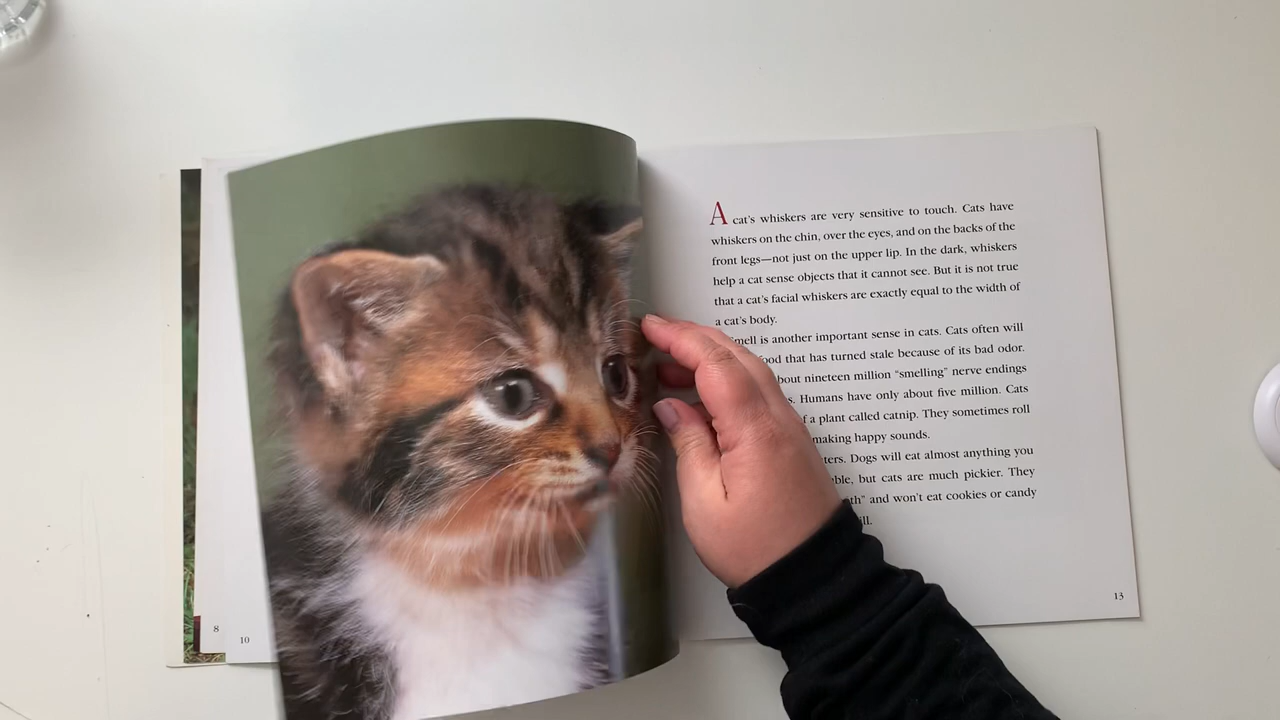 8
10
A cat's whiskers are very sensitive to touch. Cats have
whiskers on the chin, over the eyes, and on the backs of the
front legs—not just on the upper lip. In the dark, whiskers
help a cat sense objects that it cannot see. But it is not true
that a cat's facial whiskers are exactly equal to the width of
a cat's body.
mell is another important sense in cats. Cats often will
ood that has turned stale because of its bad odor.
bout nineteen million "smelling" nerve endings
s. Humans have only about five million. Cats
f a plant called catnip. They sometimes roll
making happy sounds.
ters. Dogs will eat almost anything you
ble, but cats are much pickier. They
th" and won't eat cookies or candy
ill.
13